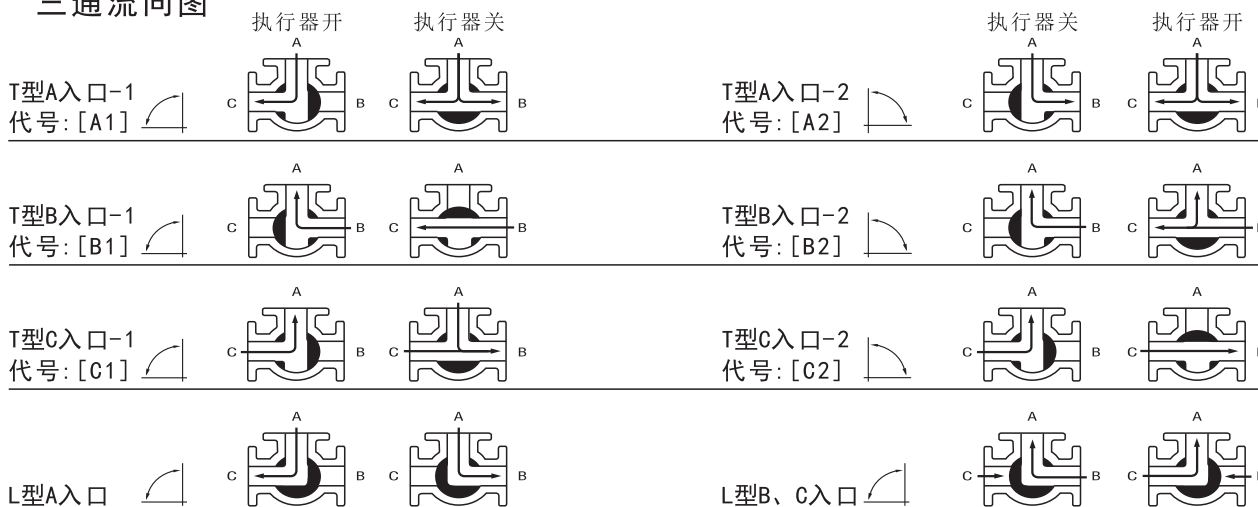 三通流向图
执行器开 执行器关 执行器关 执行器开
A A A A
T型A入口-1 C B C B T型A入口-2 C B C
代号:[A1] 代号:[A2]
A A A A
T型B入口-1 C B C B T型B入口-2 C B C
代号:[B1] 代号:[B2]
A A A A
T型C入口-1 C B C B T型C入口-2 C B C
代号:[C1] 代号:[C2]
A A A A
L型A入口 C B C B L型B、C入口 C B C